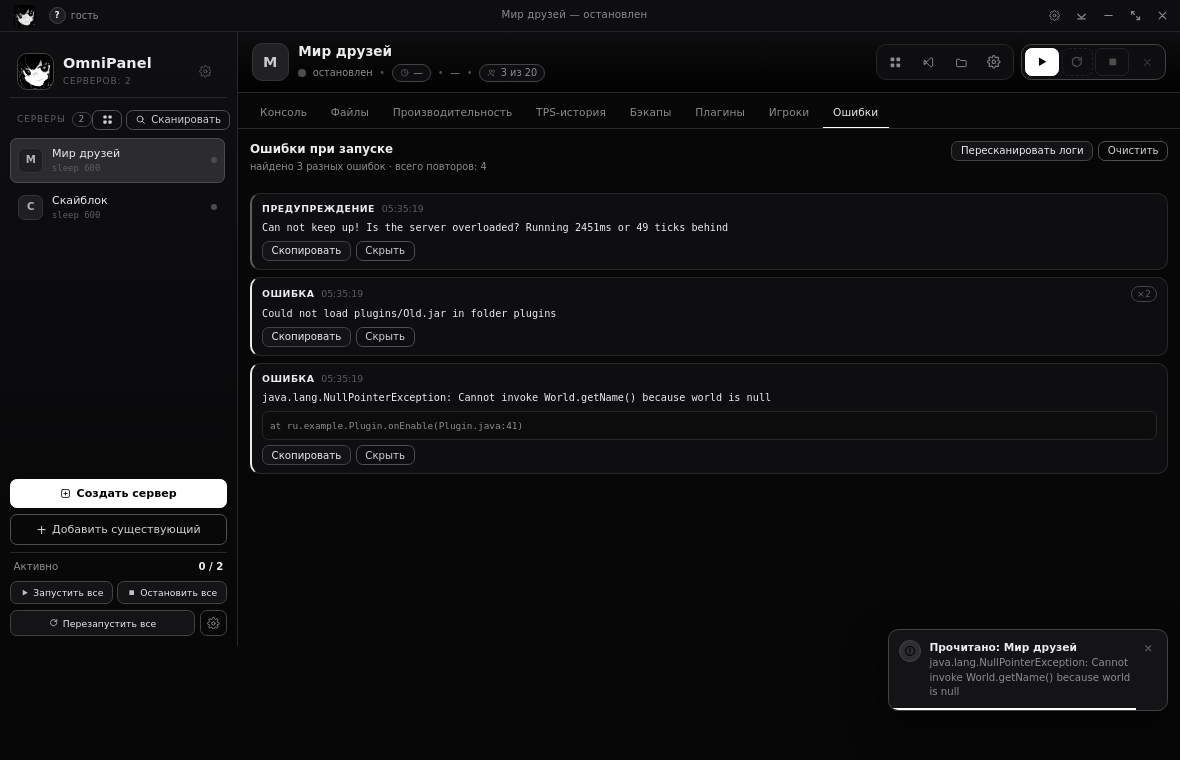 ? гость
Мир друзей — остановлен
OmniPanel
СЕРВЕРОВ: 2
СЕРВЕРЫ 2
Сканировать
M Мир друзей
sleep 600
С Скайблок
sleep 600
Создать сервер
Добавить существующий
Активно 0 / 2
Запустить все
Остановить все
Перезапустить все
M Мир друзей
остановлен • — • — • 3 из 20
Консоль Файлы Производительность TPS-история Бэкапы Плагины Игроки Ошибки
Ошибки при запуске
найдено 3 разных ошибок · всего повторов: 4
Пересканировать логи Очистить
ПРЕДУПРЕЖДЕНИЕ 05:35:19
Can not keep up! Is the server overloaded? Running 2451ms or 49 ticks behind
Скопировать Скрыть
ОШИБКА 05:35:19 ×2
Could not load plugins/Old.jar in folder plugins
Скопировать Скрыть
ОШИБКА 05:35:19
java.lang.NullPointerException: Cannot invoke World.getName() because world is null
at ru.example.Plugin.onEnable(Plugin.java:41)
Скопировать Скрыть
Прочитано: Мир друзей
java.lang.NullPointerException: Cannot
invoke World.getName() because world
is null